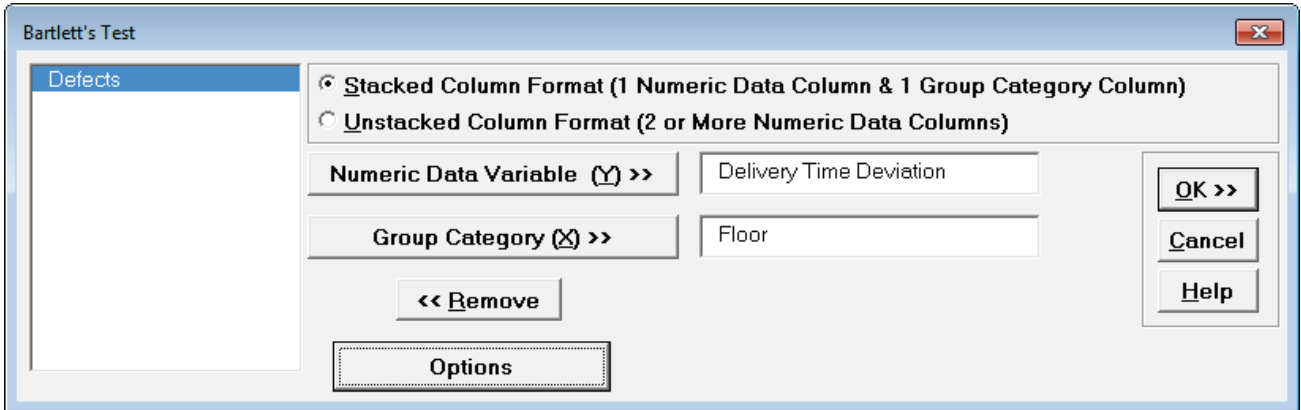 Bartlett's Test
Defects
Stacked Column Format (1 Numeric Data Column & 1 Group Category Column)
Unstacked Column Format (2 or More Numeric Data Columns)
Numeric Data Variable (Y) >>
Delivery Time Deviation
Group Category (X) >>
Floor
<< Remove
Options
OK >>
Cancel
Help